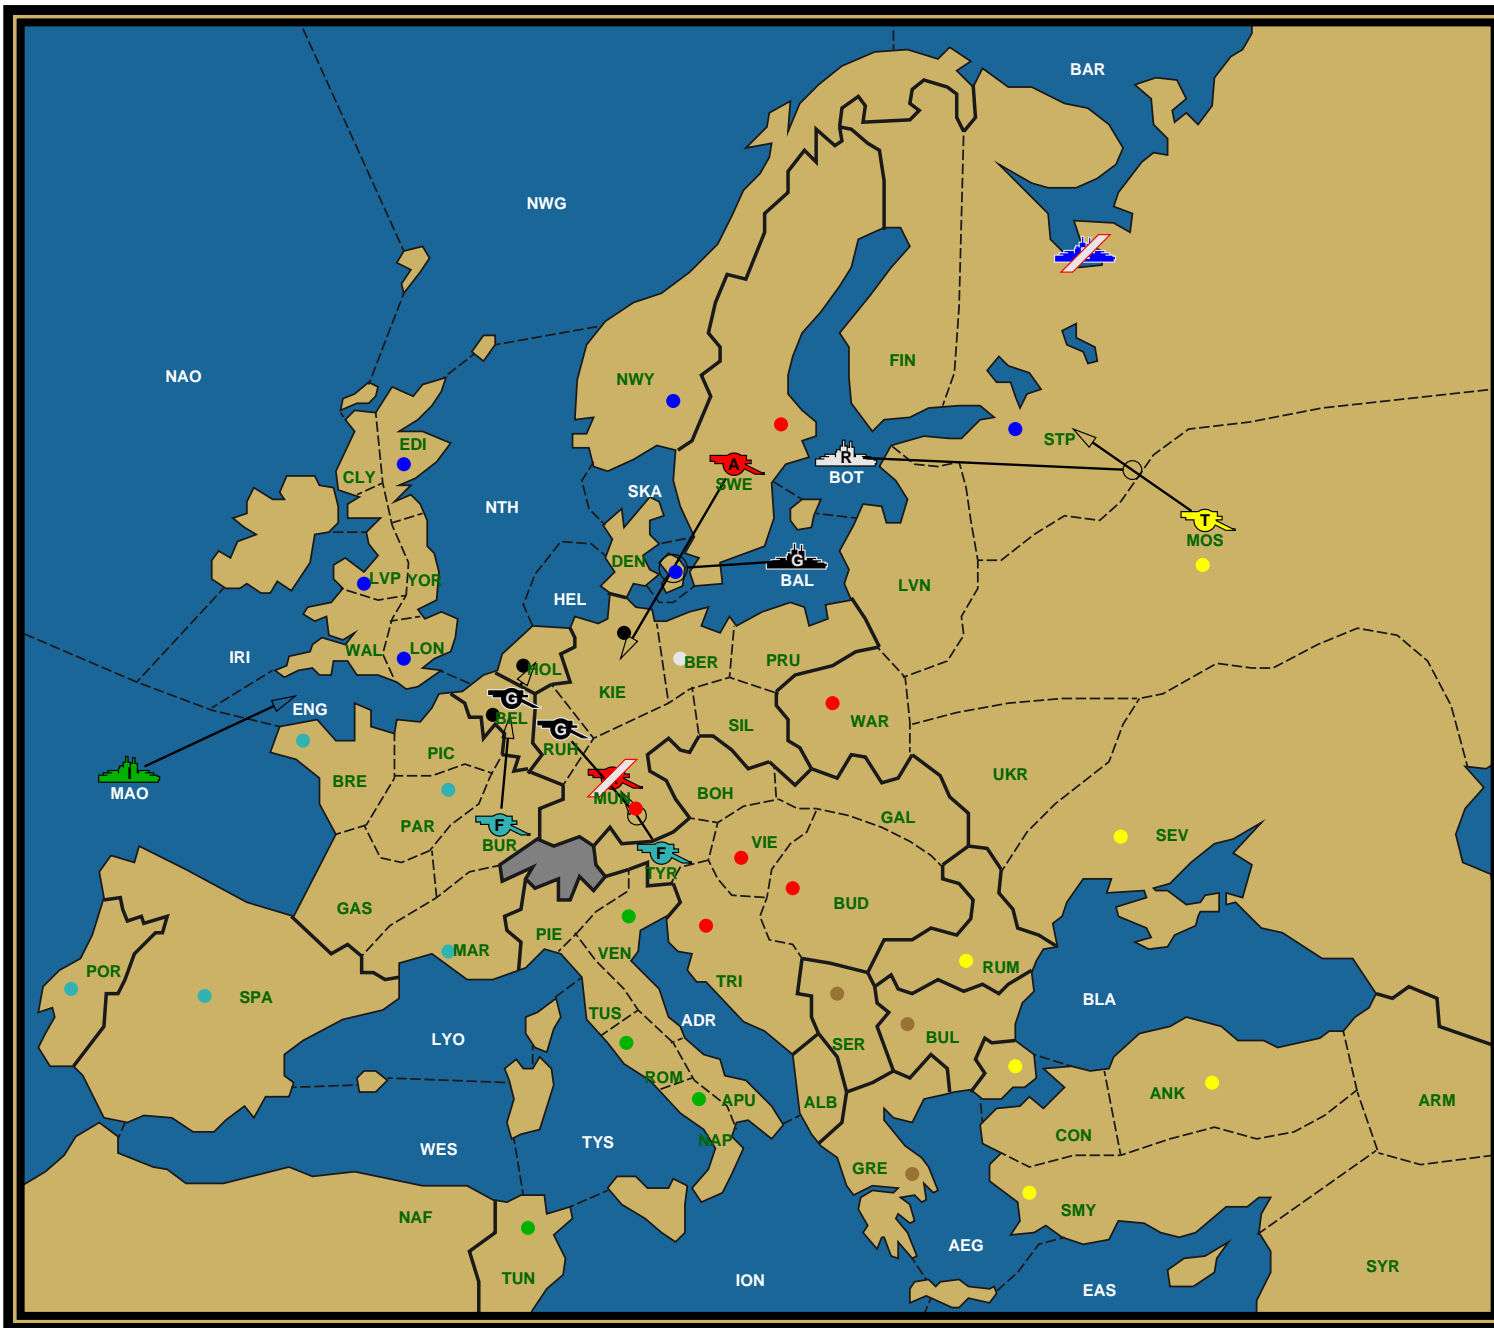 BAR
NWG
NAO
FIN
NWY
STP
EDI
CLY
R
A
SWE
BOT
SKA
NTH
T
MOS
DEN
G
BAL
LVP
YOR
LVN
HEL
WAL
LON
IRI
HOL
BER
PRU
KIE
G
ENG
BEL
WAR
SIL
G
RUH
PIC
UKR
I
MAO
BRE
MUN
BOH
GAL
PAR
F
BUR
VIE
SEV
F
TYR
BUD
GAS
PIE
VEN
MAR
POR
SPA
TRI
RUM
BLA
TUS
ADR
LYO
SER
BUL
ROM
APU
ALB
ANK
ARM
CON
NAP
TYS
WES
GRE
SMY
NAF
AEG
SYR
TUN
ION
EAS